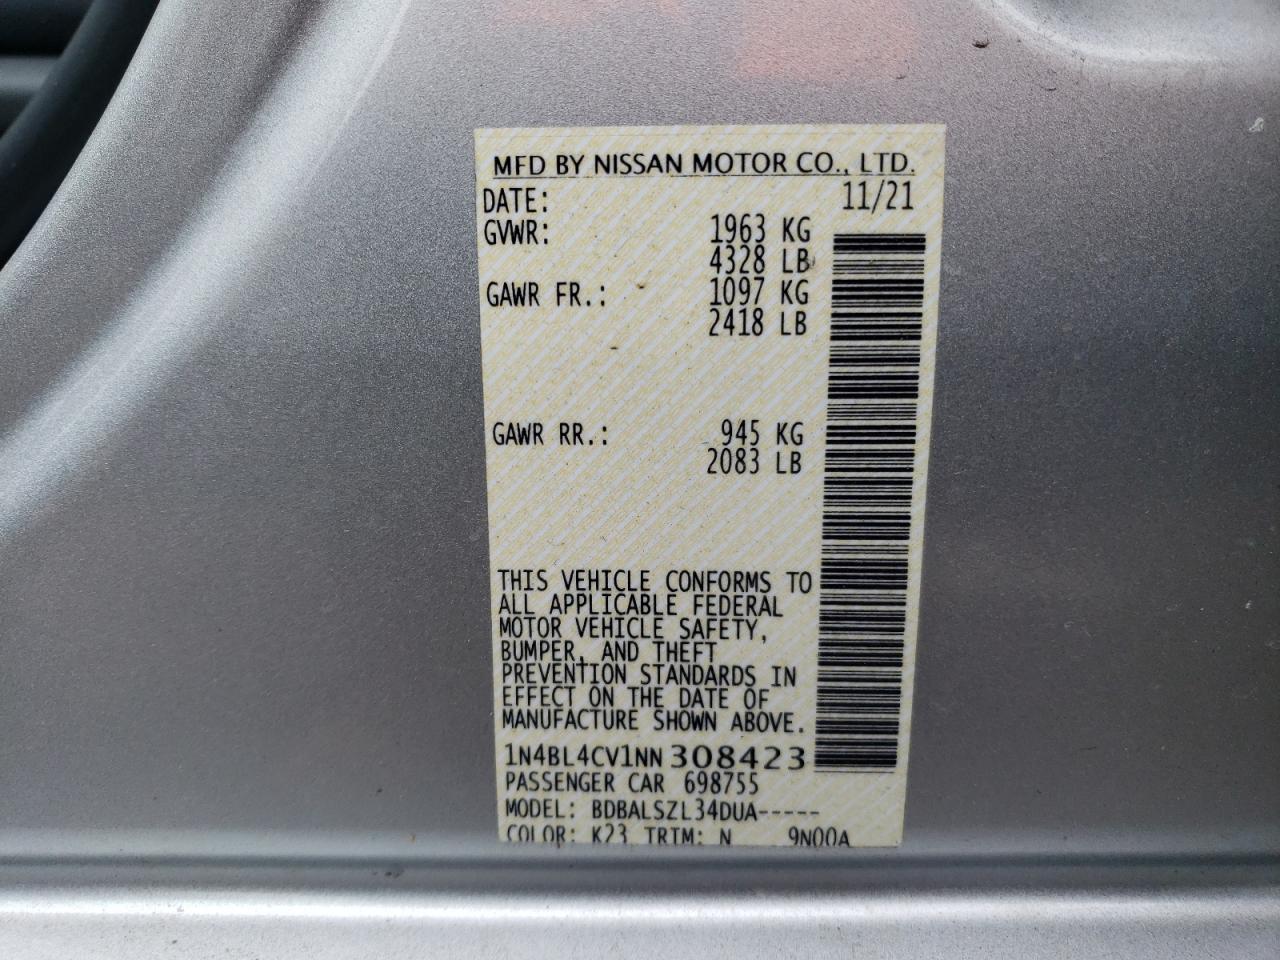 MFD BY NISSAN MOTOR CO., LTD.
DATE: 11/21
GVWR: 1963 KG
4328 LB
GAWR FR.: 1097 KG
2418 LB
GAWR RR.: 945 KG
2083 LB
THIS VEHICLE CONFORMS TO
ALL APPLICABLE FEDERAL
MOTOR VEHICLE SAFETY,
BUMPER, AND THEFT
PREVENTION STANDARDS IN
EFFECT ON THE DATE OF
MANUFACTURE SHOWN ABOVE.
1N4BL4CV1NN308423
PASSENGER CAR 698755
MODEL: BDBALSZL34DUA-----
COLOR: K23 TRIM: N 9N00A